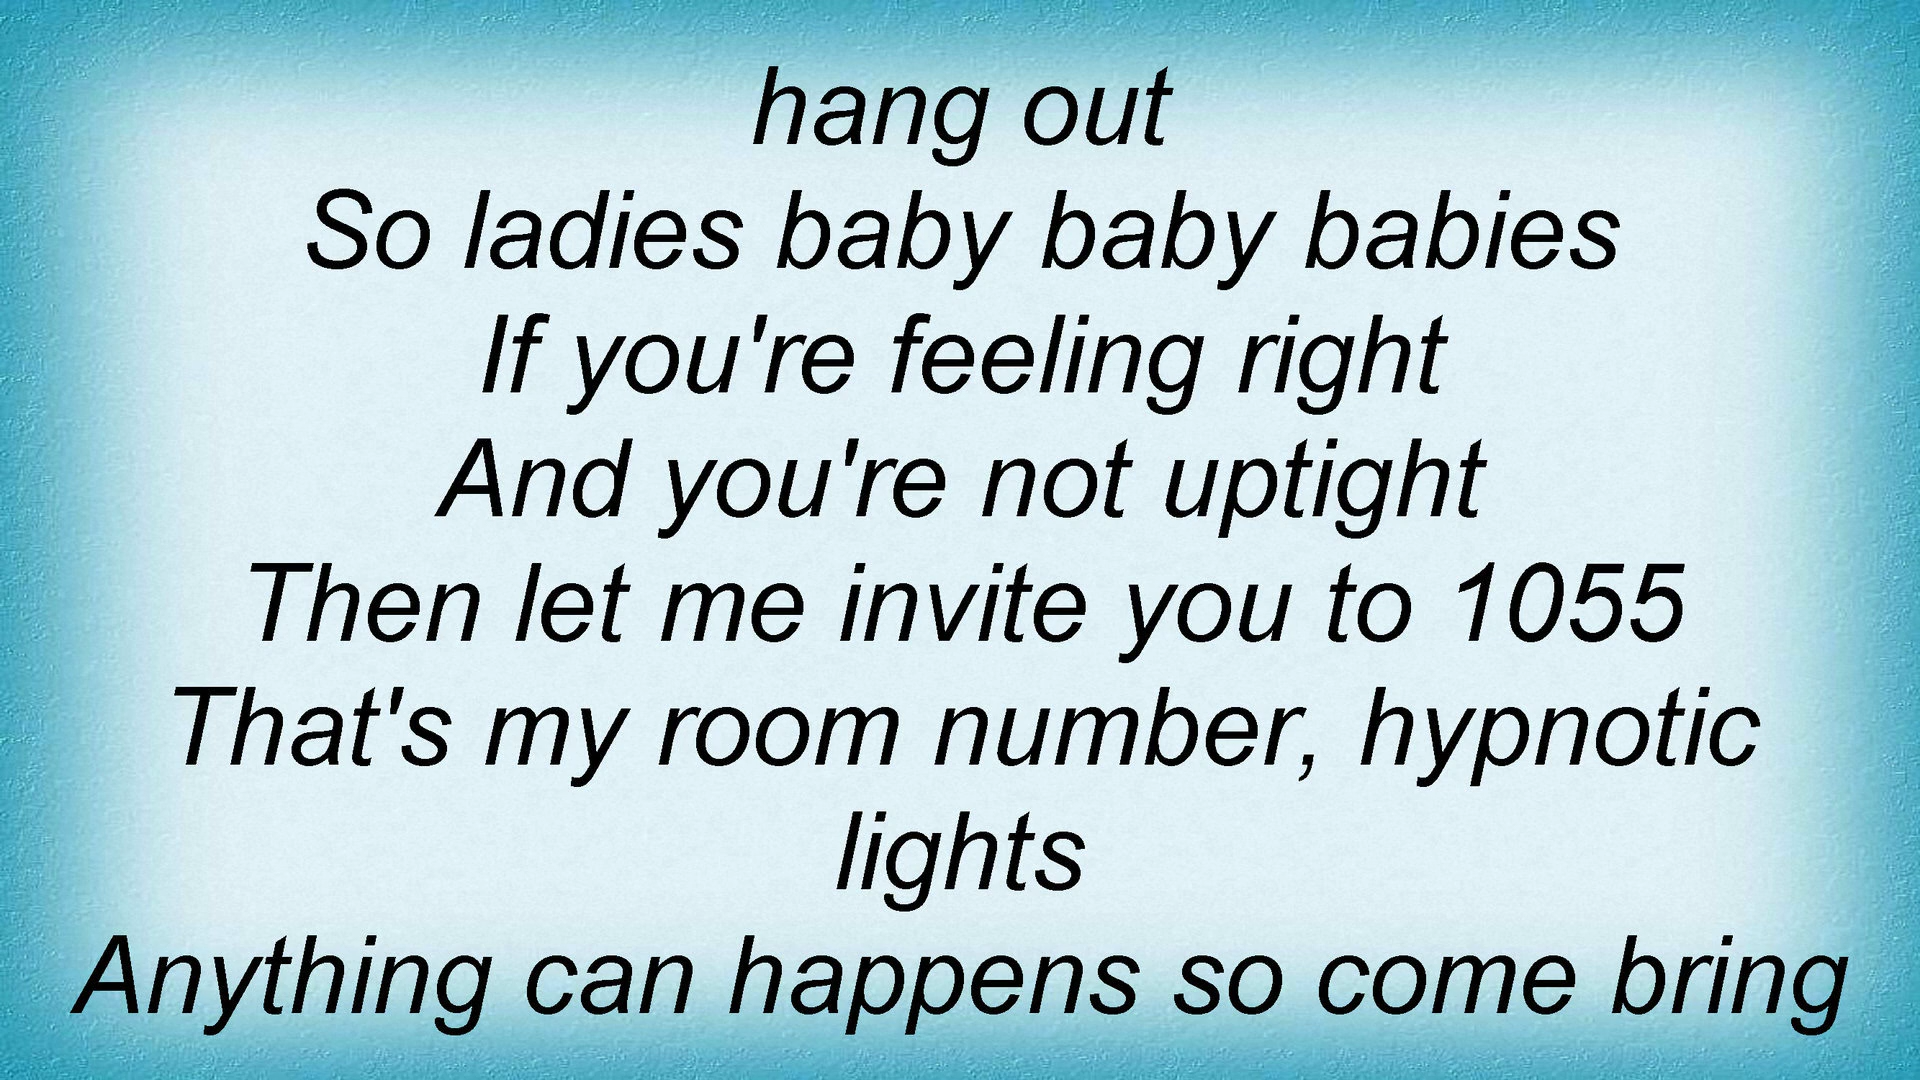 hang out
So ladies baby baby babies
If you're feeling right
And you're not uptight
Then let me invite you to 1055
That's my room number, hypnotic
lights
Anything can happens so come bring